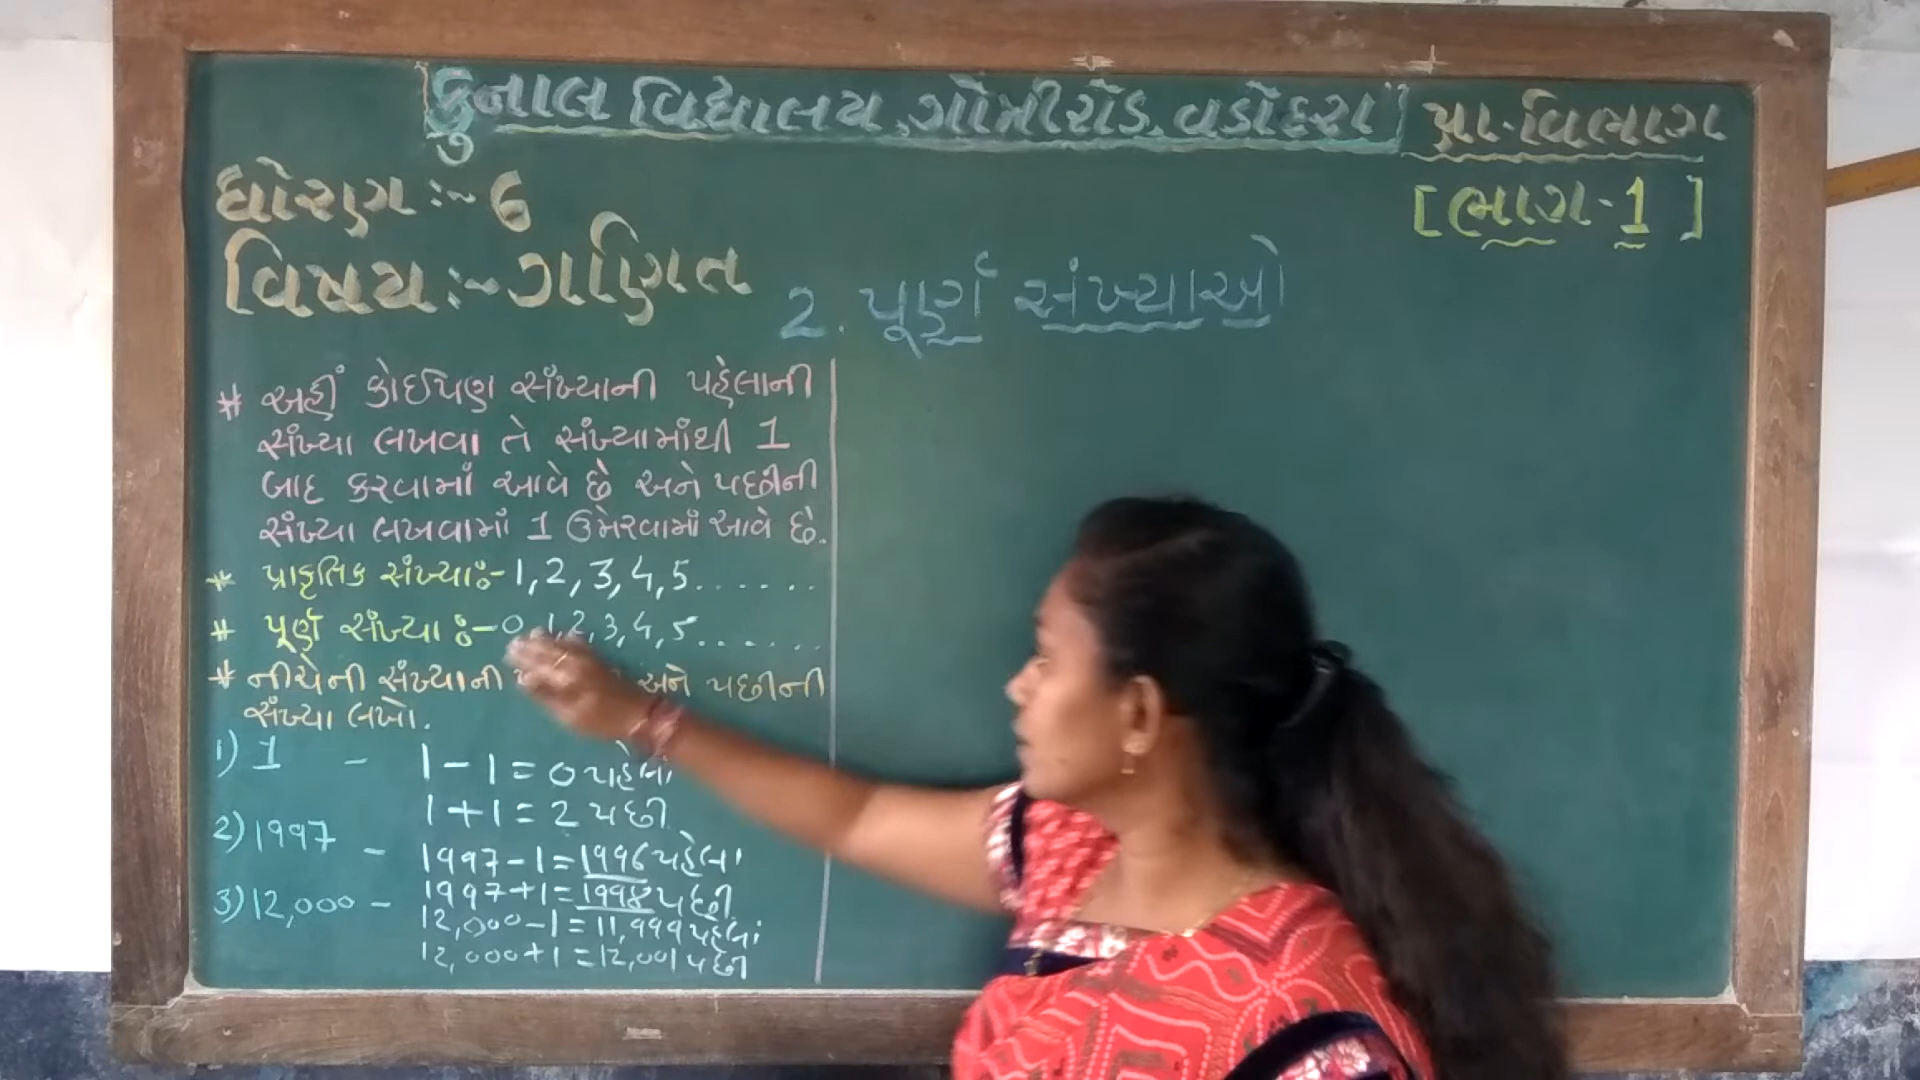 કુનાલ વિદ્યાલય, ગોત્રીરોડ. વડોદરા
પ્રા. વિભાગ
ધોરણ :- 6
[ભાગ-1]
વિષય :- ગણિત
2. પૂર્ણ સંખ્યાઓ
* અહીં કોઈપણ સંખ્યાની પહેલાની
સંખ્યા લખવા તે સંખ્યામાંથી 1
બાદ કરવામાં આવે છે અને પછીની
સંખ્યા લખવામાં 1 ઉમેરવામાં આવે છે.
* પ્રાકૃતિક સંખ્યા :- 1, 2, 3, 4, 5......
* પૂર્ણ સંખ્યા :- 0, 1, 2, 3, 4, 5......
* નીચેની સંખ્યાની અને પછીની
સંખ્યા લખો.
1) 1 - 1 - 1 = 0 પહેલાં
1 + 1 = 2 પછી
2) 1997 - 1997 - 1 = 1996 પહેલાં
1997 + 1 = 1998 પછી
3) 12,000 - 12,000 - 1 = 11,999 પહેલાં
12,000 + 1 = 12,001 પછી